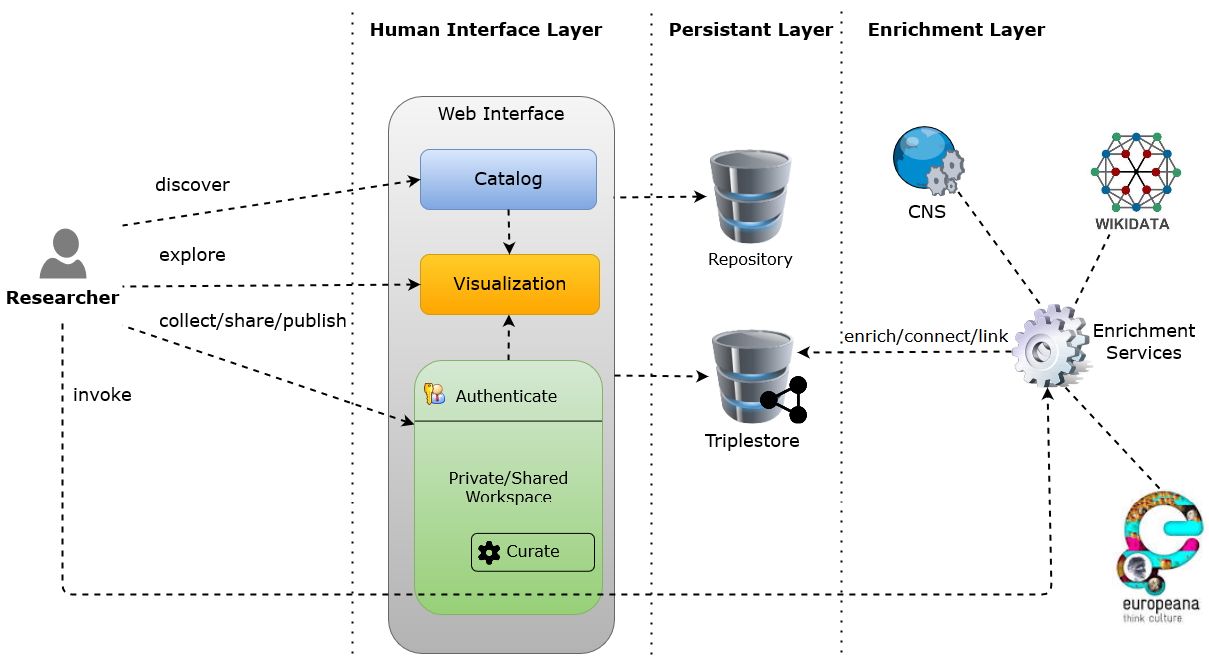 Human Interface Layer
Persistant Layer
Enrichment Layer
Web Interface
Catalog
discover
explore
Visualization
Researcher
collect/share/publish
invoke
Authenticate
Private/Shared
Workspace
Curate
Repository
Triplestore
CNS
WIKIDATA
enrich/connect/link
Enrichment
Services
europeana
think culture